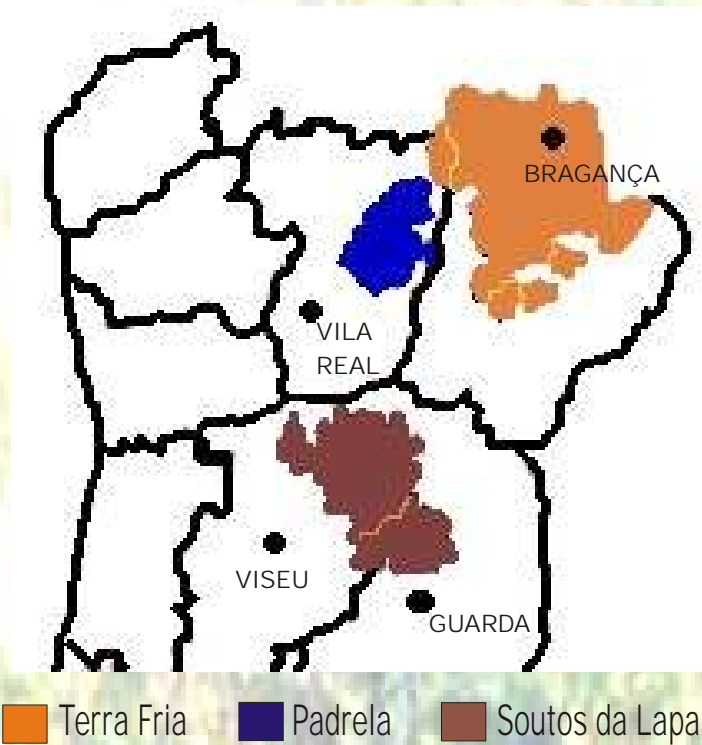 BRAGANÇA
VILA
REAL
VISEU
GUARDA
Terra Fria Padrela Soutos da Lapa